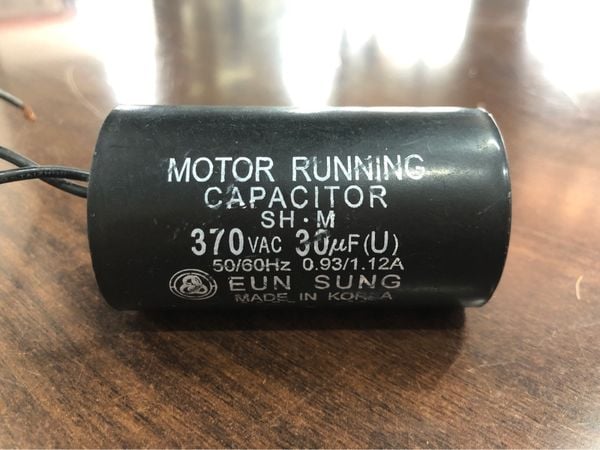 MOTOR RUNNING
CAPACITOR
SH·M
370VAC 30µF(U)
50/60Hz 0.93/1.12A
EUN SUNG
MADE IN KOREA